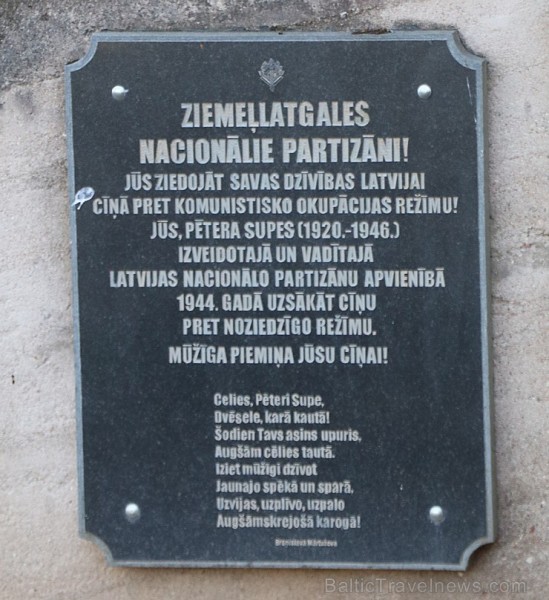 ZIEMEĻLATGALES
NACIONĀLIE PARTIZĀNI!
JŪS ZIEDOJĀT SAVAS DZĪVĪBAS LATVIJAI
CĪŅĀ PRET KOMUNISTISKO OKUPĀCIJAS REŽĪMU!
JŪS, PĒTERA SUPES (1920.-1946.)
IZVEIDOTAJĀ UN VADĪTAJĀ
LATVIJAS NACIONĀLO PARTIZĀNU APVIENĪBĀ
1944. GADĀ UZSĀKĀT CĪŅU
PRET NOZIEDZĪGO REŽĪMU.
MŪŽĪGA PIEMIŅA JŪSU CĪŅAI!
Celies, Pēteri Supe,
Dvēsele, karā kautā!
Šodien Tavs asins upuris,
Augšām cēlies tautā.
Iziet mūžīgi dzīvot
Jaunajo spēkā un sparā,
Uzvijas, uzplīvo, uzpalo
Augšāmskrejošā karogā!
Bronislava Mārtuževa
BalticTravelnews.com